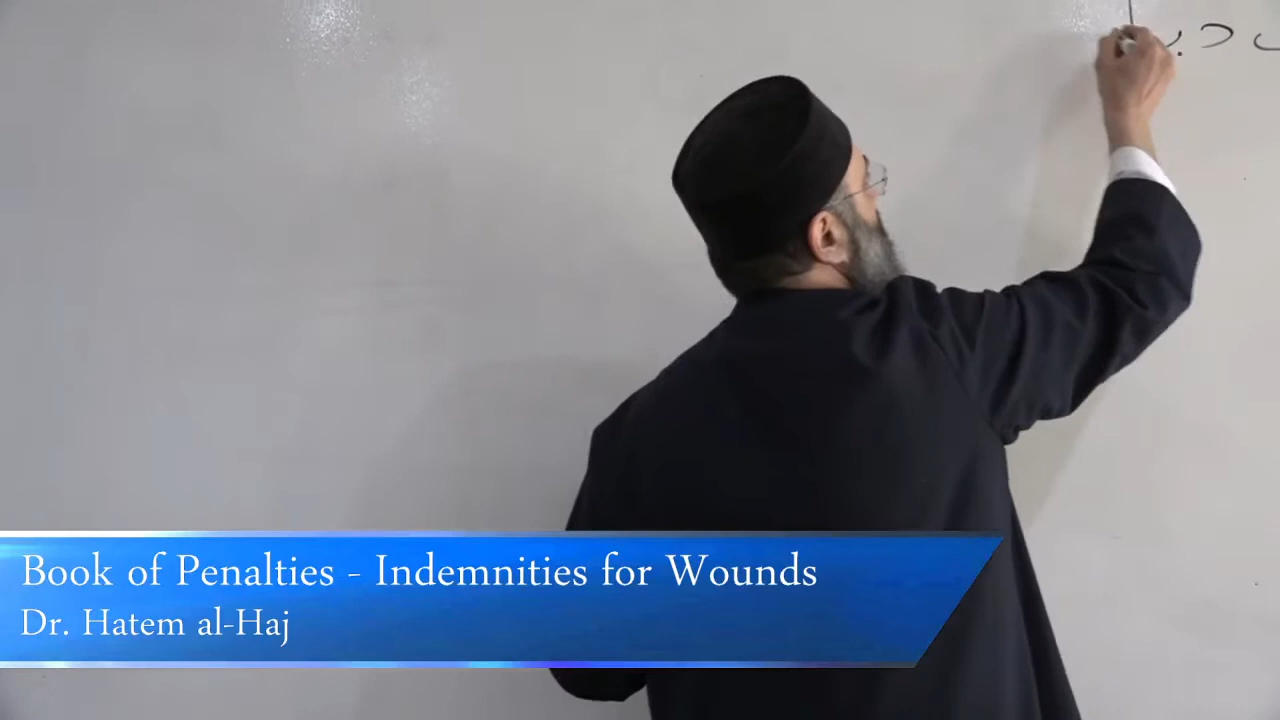 Book of Penalties - Indemnities for Wounds
Dr. Hatem al-Haj